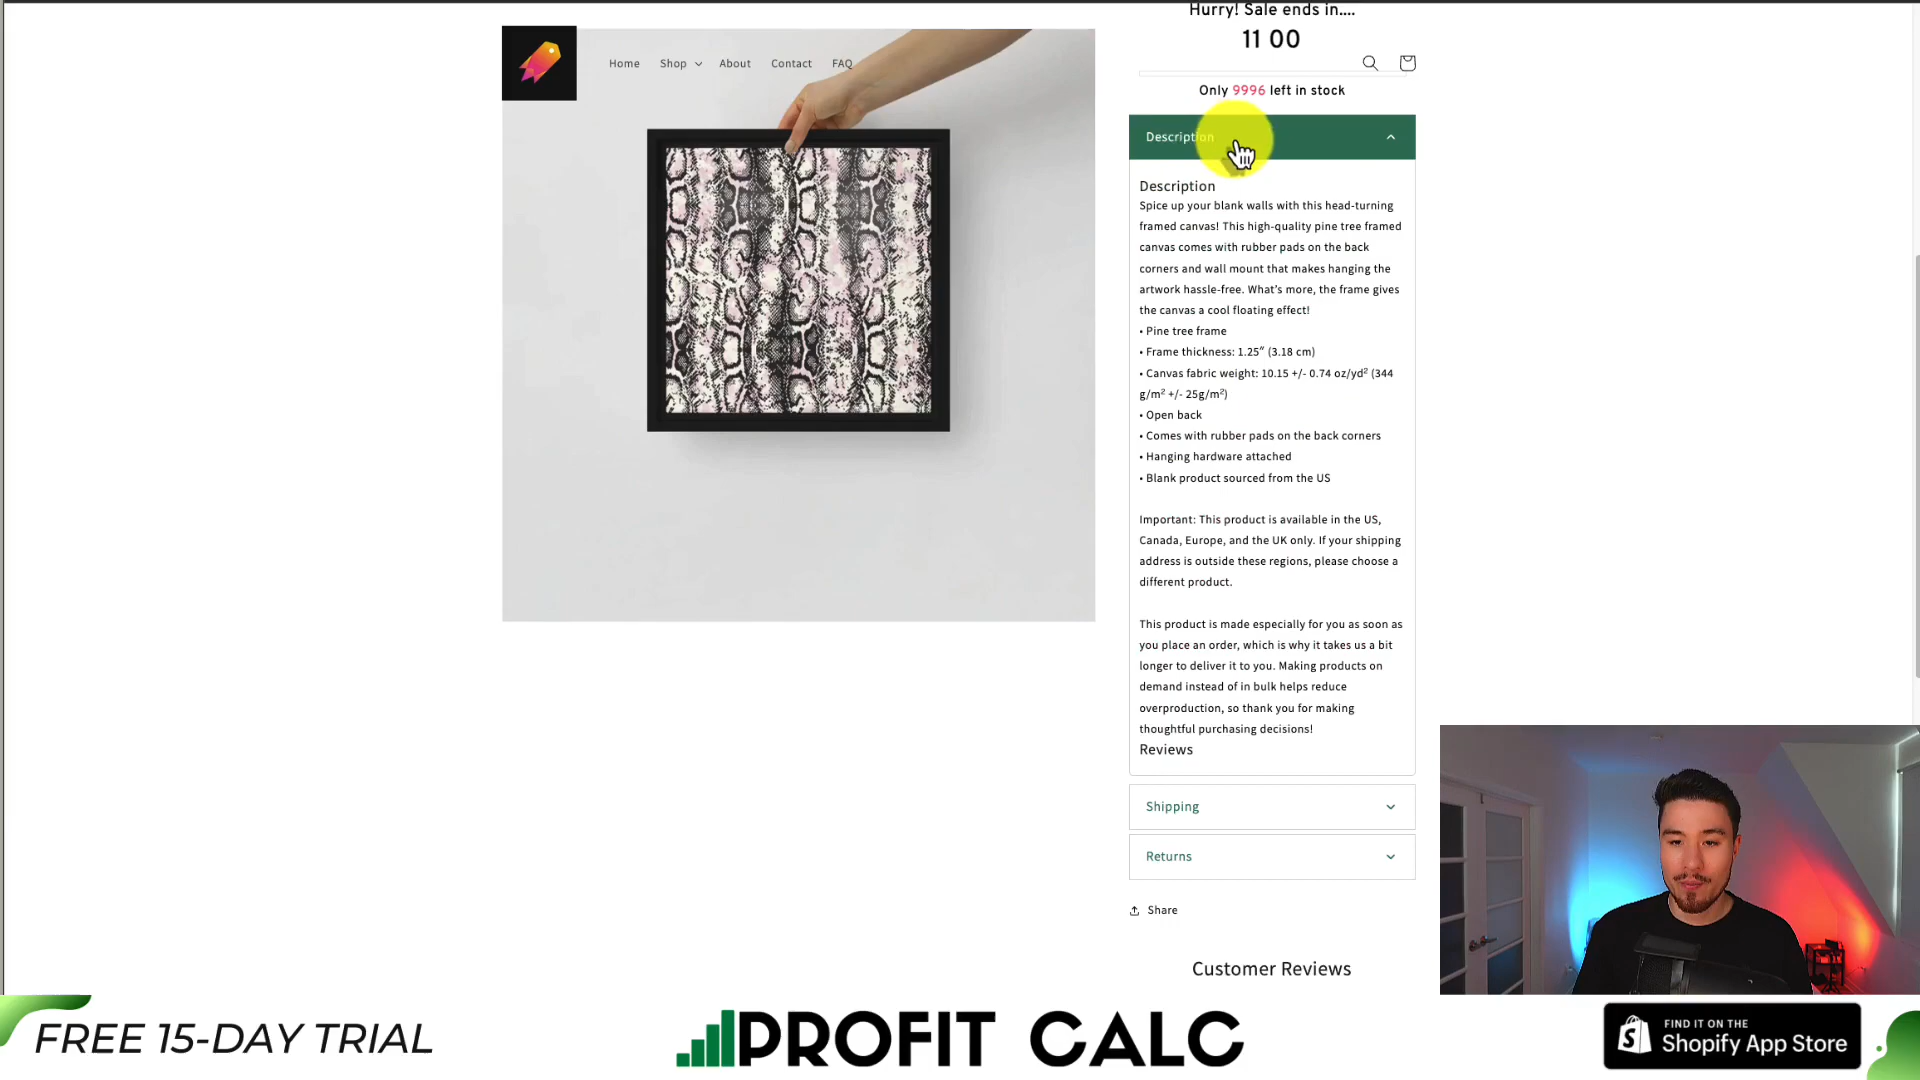 Hurry! Sale ends in....
11 00
Home Shop About Contact FAQ
Only 9996 left in stock
Description
Description
Spice up your blank walls with this head-turning
framed canvas! This high-quality pine tree framed
canvas comes with rubber pads on the back
corners and wall mount that makes hanging the
artwork hassle-free. What's more, the frame gives
the canvas a cool floating effect!
• Pine tree frame
• Frame thickness: 1.25″ (3.18 cm)
• Canvas fabric weight: 10.15 +/- 0.74 oz/yd² (344
g/m² +/- 25g/m²)
• Open back
• Comes with rubber pads on the back corners
• Hanging hardware attached
• Blank product sourced from the US
Important: This product is available in the US,
Canada, Europe, and the UK only. If your shipping
address is outside these regions, please choose a
different product.
This product is made especially for you as soon as
you place an order, which is why it takes us a bit
longer to deliver it to you. Making products on
demand instead of in bulk helps reduce
overproduction, so thank you for making
thoughtful purchasing decisions!
Reviews
Shipping
Returns
Share
Customer Reviews
FREE 15-DAY TRIAL
PROFIT CALC
FIND IT ON THE
Shopify App Store